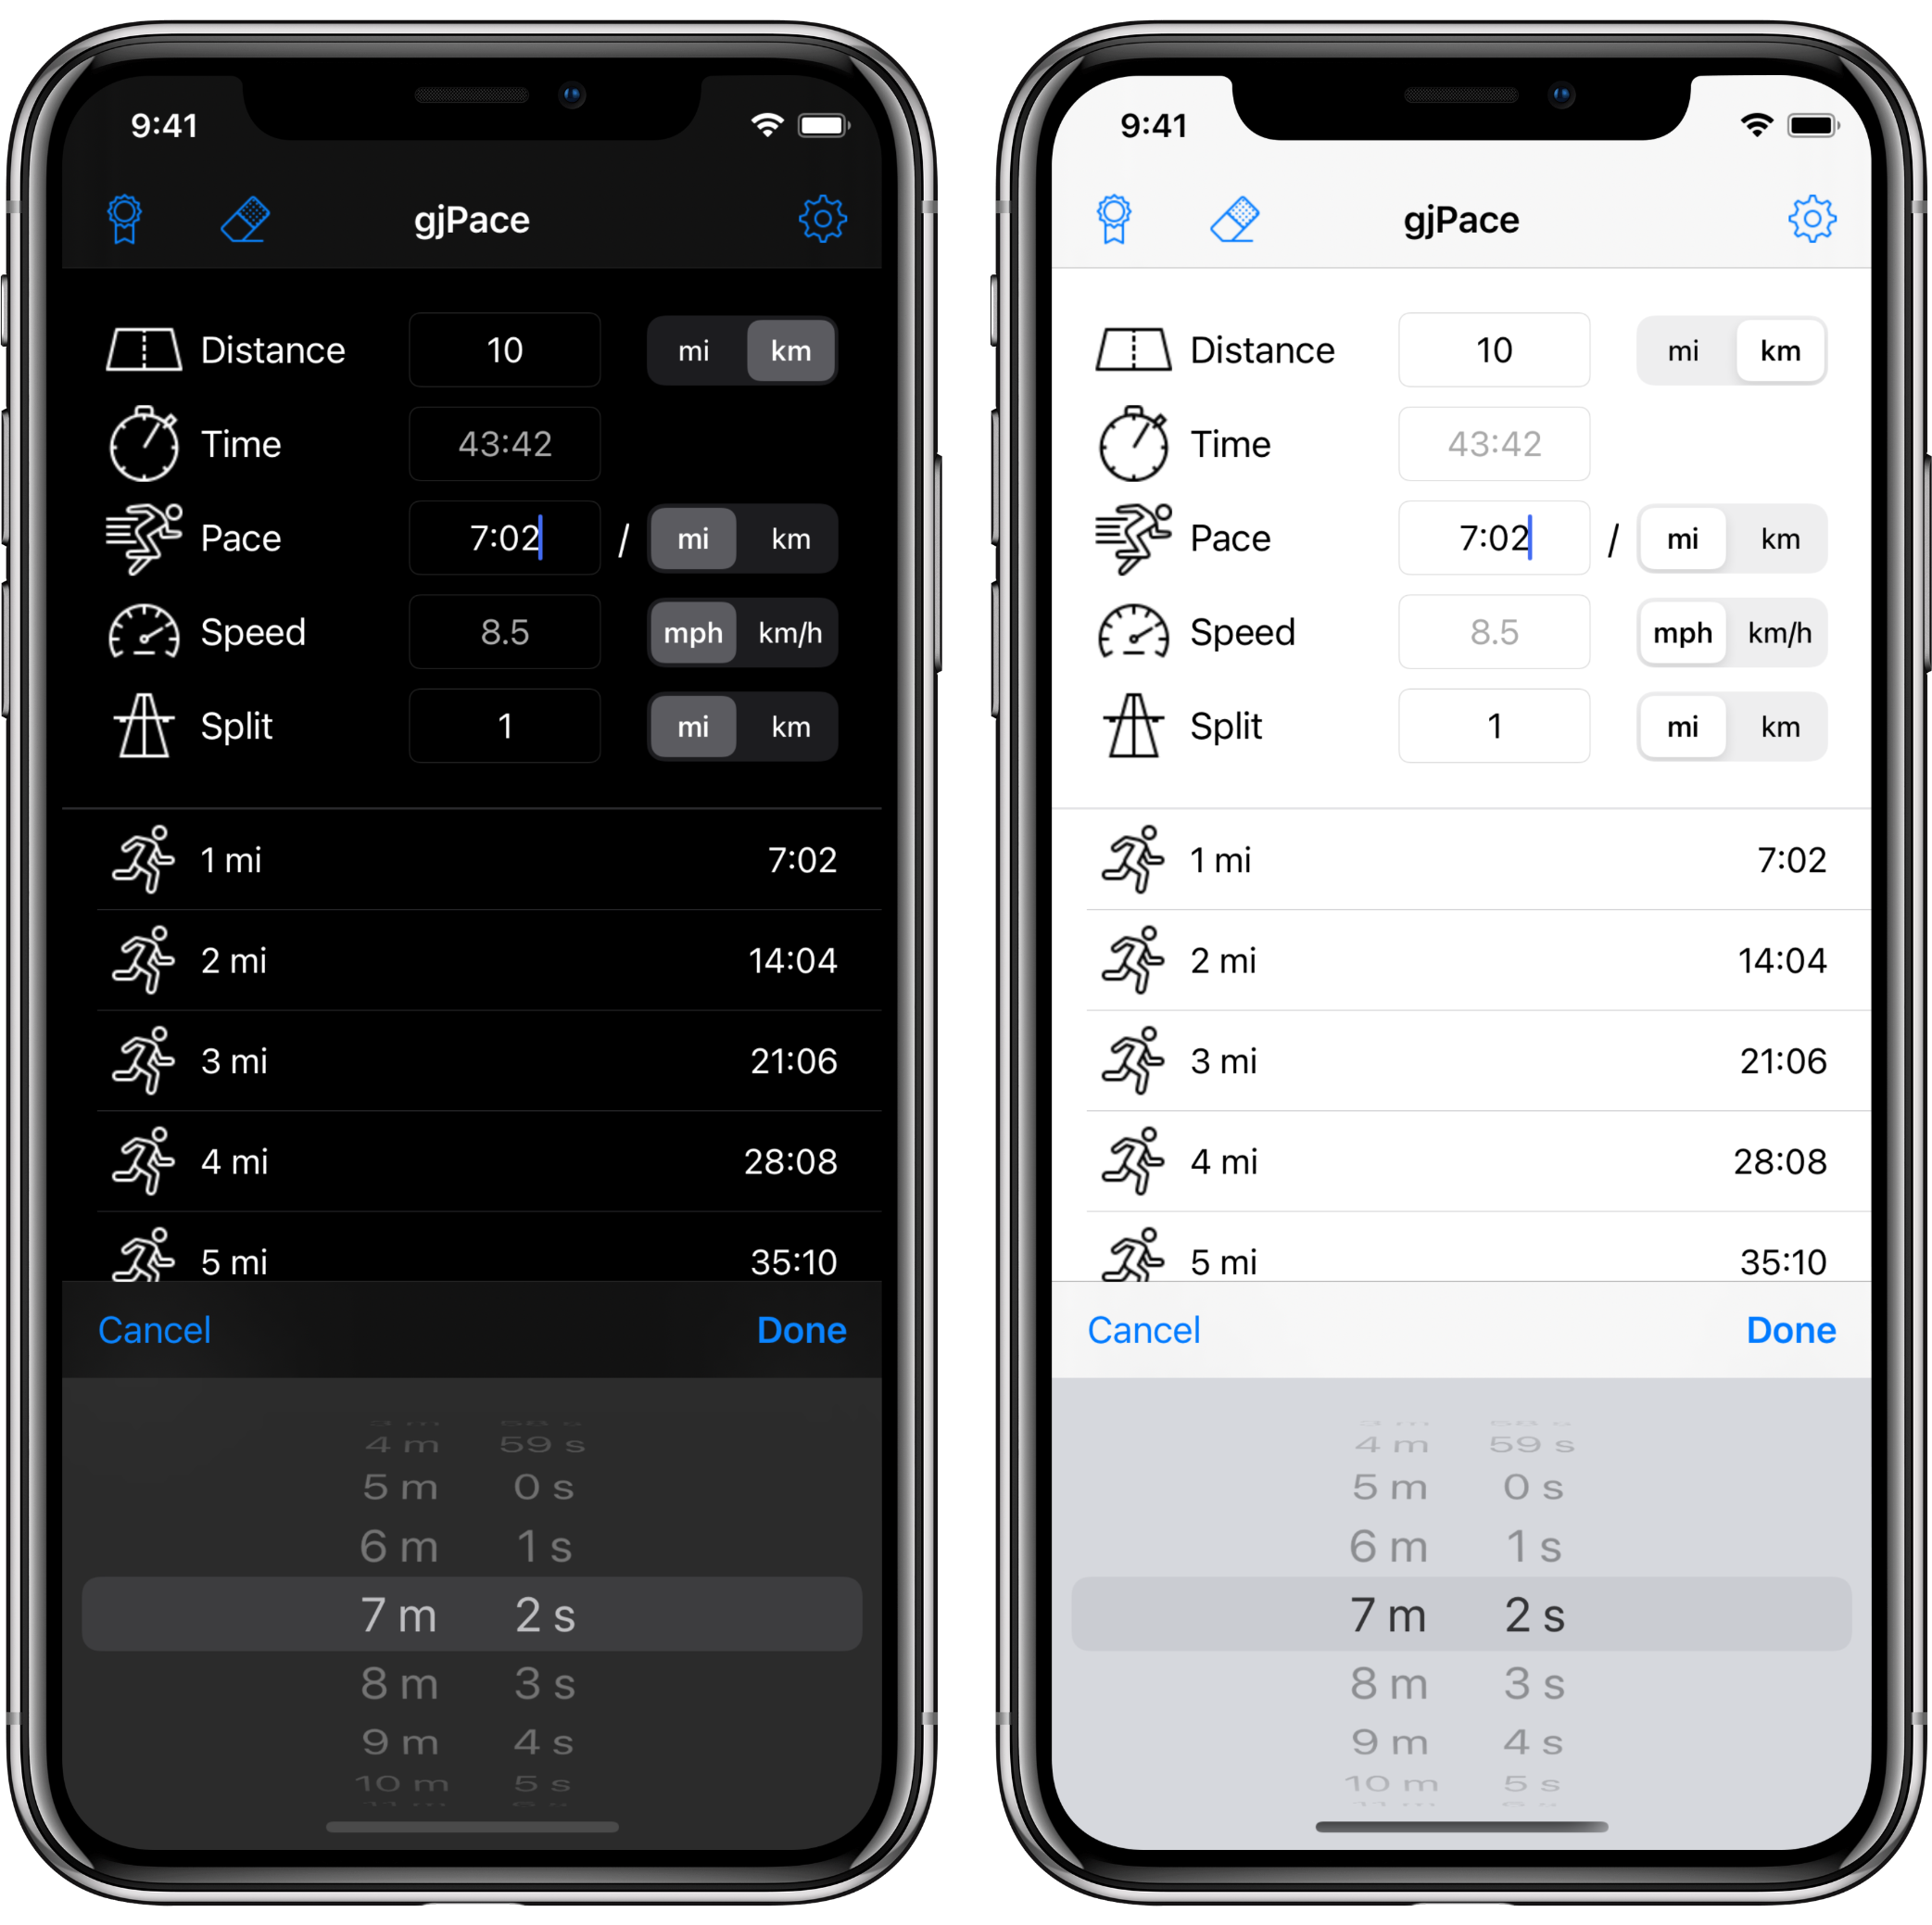 9:41
gjPace
Distance 10 mi km
Time 43:42
Pace 7:02 / mi km
Speed 8.5 mph km/h
Split 1 mi km
1 mi 7:02
2 mi 14:04
3 mi 21:06
4 mi 28:08
5 mi 35:10
Cancel Done
4 m 59 s
5 m 0 s
6 m 1 s
7 m 2 s
8 m 3 s
9 m 4 s
10 m 5 s
9:41
gjPace
Distance 10 mi km
Time 43:42
Pace 7:02 / mi km
Speed 8.5 mph km/h
Split 1 mi km
1 mi 7:02
2 mi 14:04
3 mi 21:06
4 mi 28:08
5 mi 35:10
Cancel Done
4 m 59 s
5 m 0 s
6 m 1 s
7 m 2 s
8 m 3 s
9 m 4 s
10 m 5 s